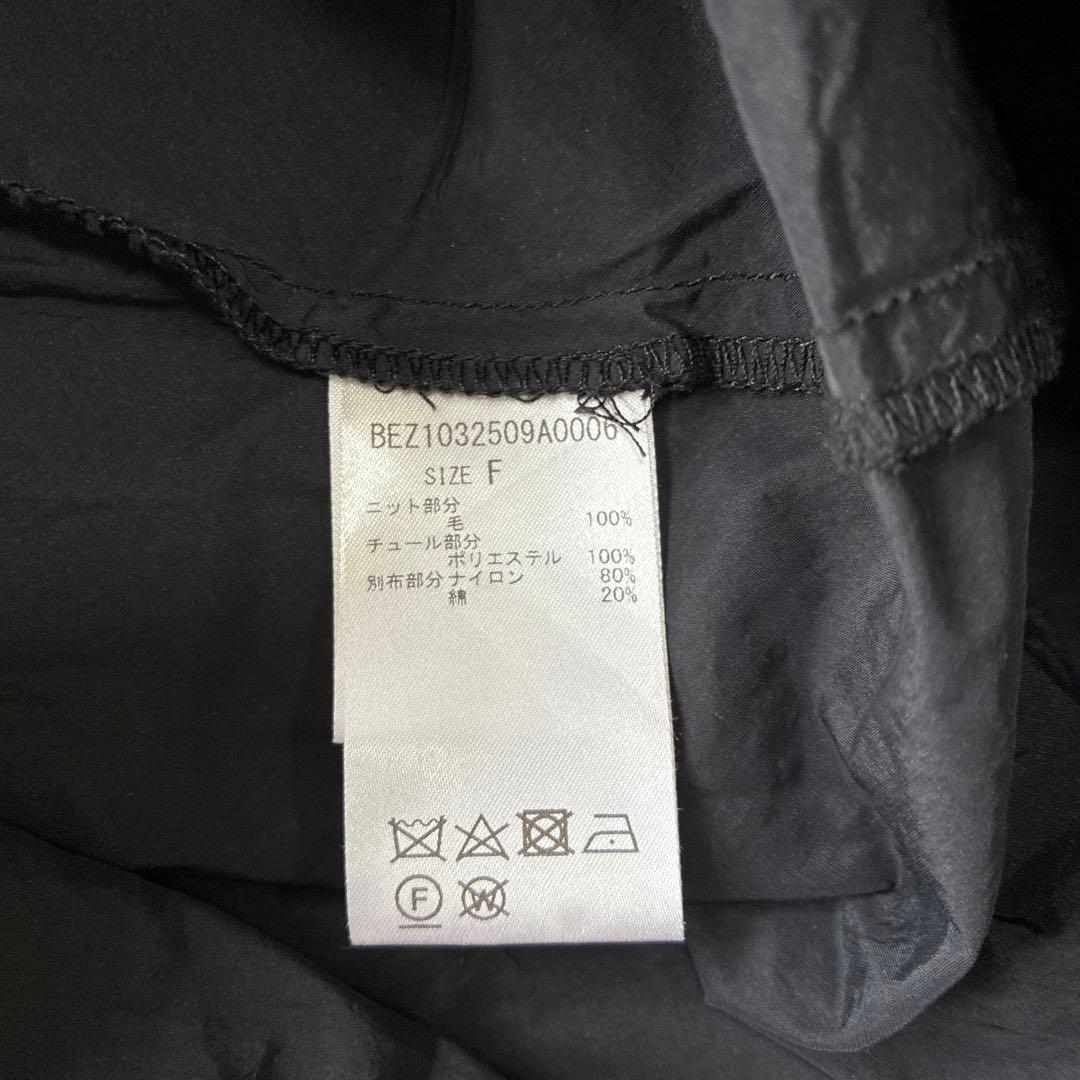 BEZ1032509A0006
SIZE F
ニット部分
毛 100%
チュール部分
ポリエステル 100%
別布部分 ナイロン 80%
綿 20%
F
W